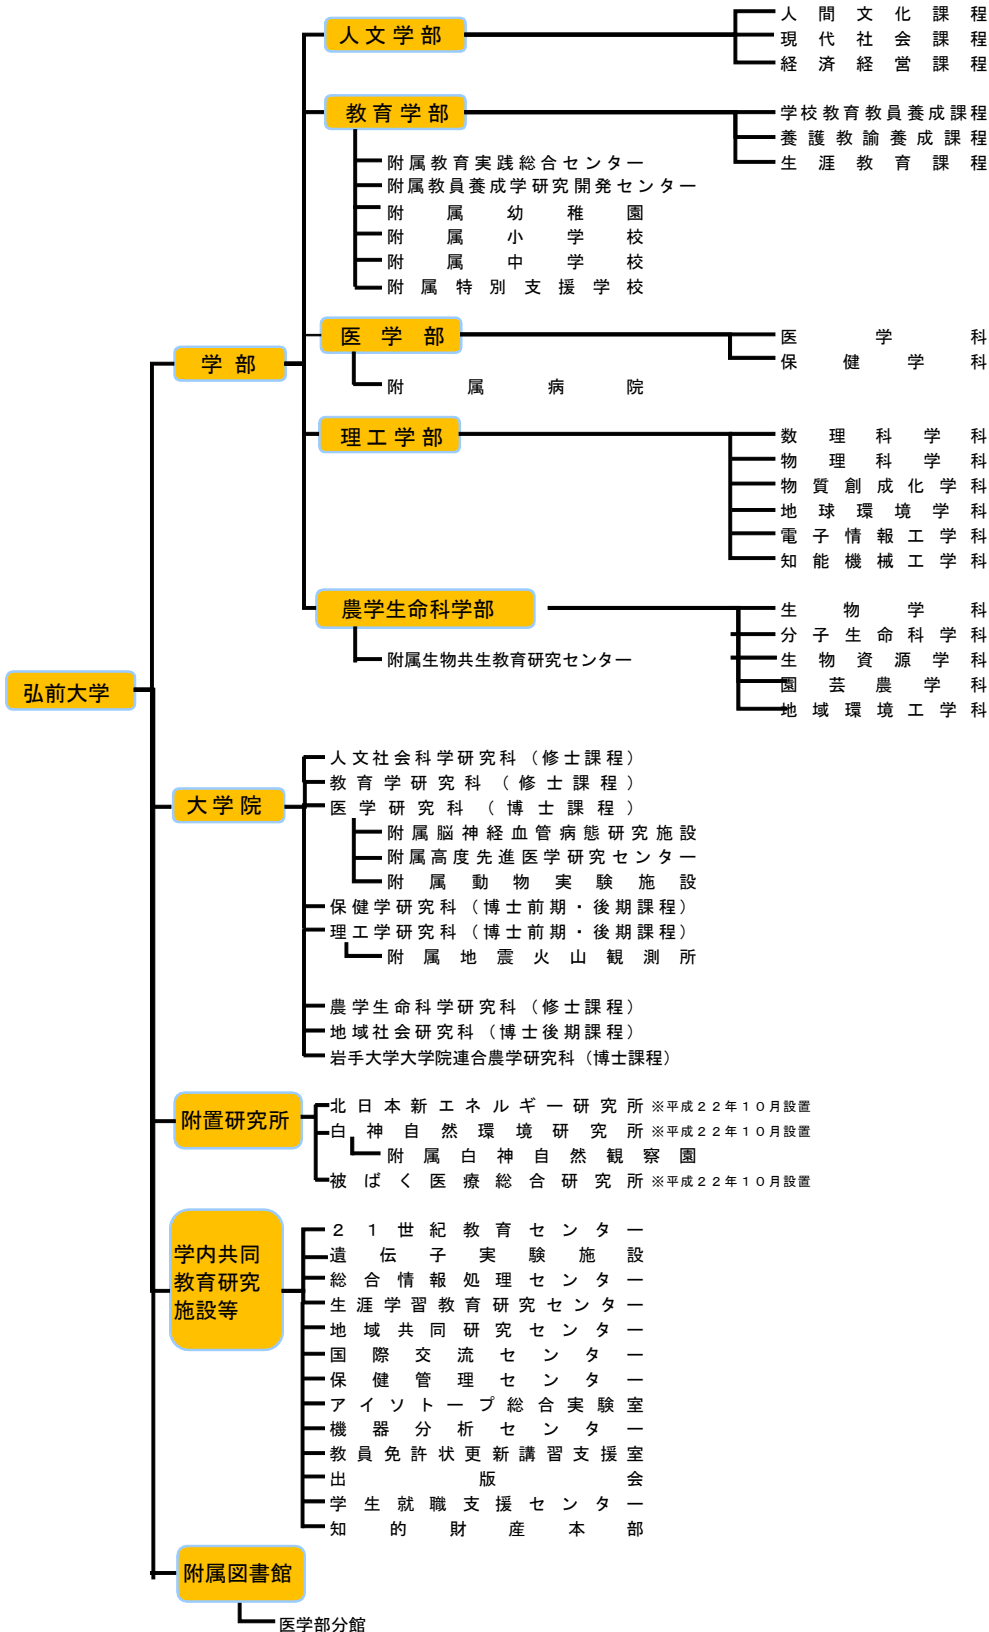 人間文化課程
人文学部
現代社会課程
経済経営課程
教育学部
学校教育教員養成課程
養護教諭養成課程
生涯教育課程
附属教育実践総合センター
附属教員養成学研究開発センター
附属幼稚園
附属小学校
附属中学校
附属特別支援学校
医学部
医学科
保健学科
学部
附属病院
理工学部
数理科学科
物理科学科
物質創成化学科
地球環境学科
電子情報工学科
知能機械工学科
農学生命科学部
生物学科
分子生命科学科
附属生物共生教育研究センター
生物資源学科
園芸農学科
地域環境工学科
弘前大学
人文社会科学研究科（修士課程）
教育学研究科（修士課程）
大学院
医学研究科（博士課程）
附属脳神経血管病態研究施設
附属高度先進医学研究センター
附属動物実験施設
保健学研究科（博士前期・後期課程）
理工学研究科（博士前期・後期課程）
附属地震火山観測所
農学生命科学研究科（修士課程）
地域社会研究科（博士後期課程）
岩手大学大学院連合農学研究科（博士課程）
附置研究所
北日本新エネルギー研究所 ※平成２２年１０月設置
白神自然環境研究所 ※平成２２年１０月設置
附属白神自然観察園
被ばく医療総合研究所 ※平成２２年１０月設置
学内共同
教育研究
施設等
２１世紀教育センター
遺伝子実験施設
総合情報処理センター
生涯学習教育研究センター
地域共同研究センター
国際交流センター
保健管理センター
アイソトープ総合実験室
機器分析センター
教員免許状更新講習支援室
出版会
学生就職支援センター
知的財産本部
附属図書館
医学部分館